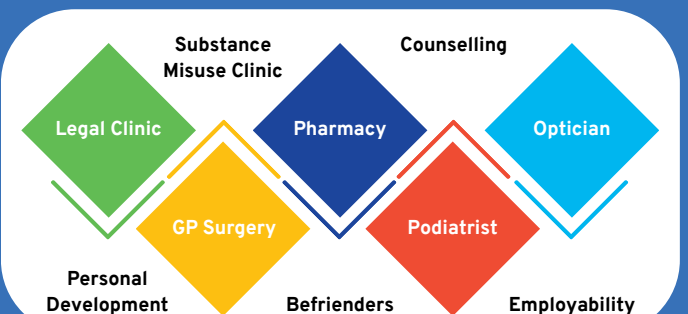 Substance
Misuse Clinic
Counselling
Legal Clinic
Pharmacy
Optician
GP Surgery
Podiatrist
Personal
Development
Befrienders
Employability